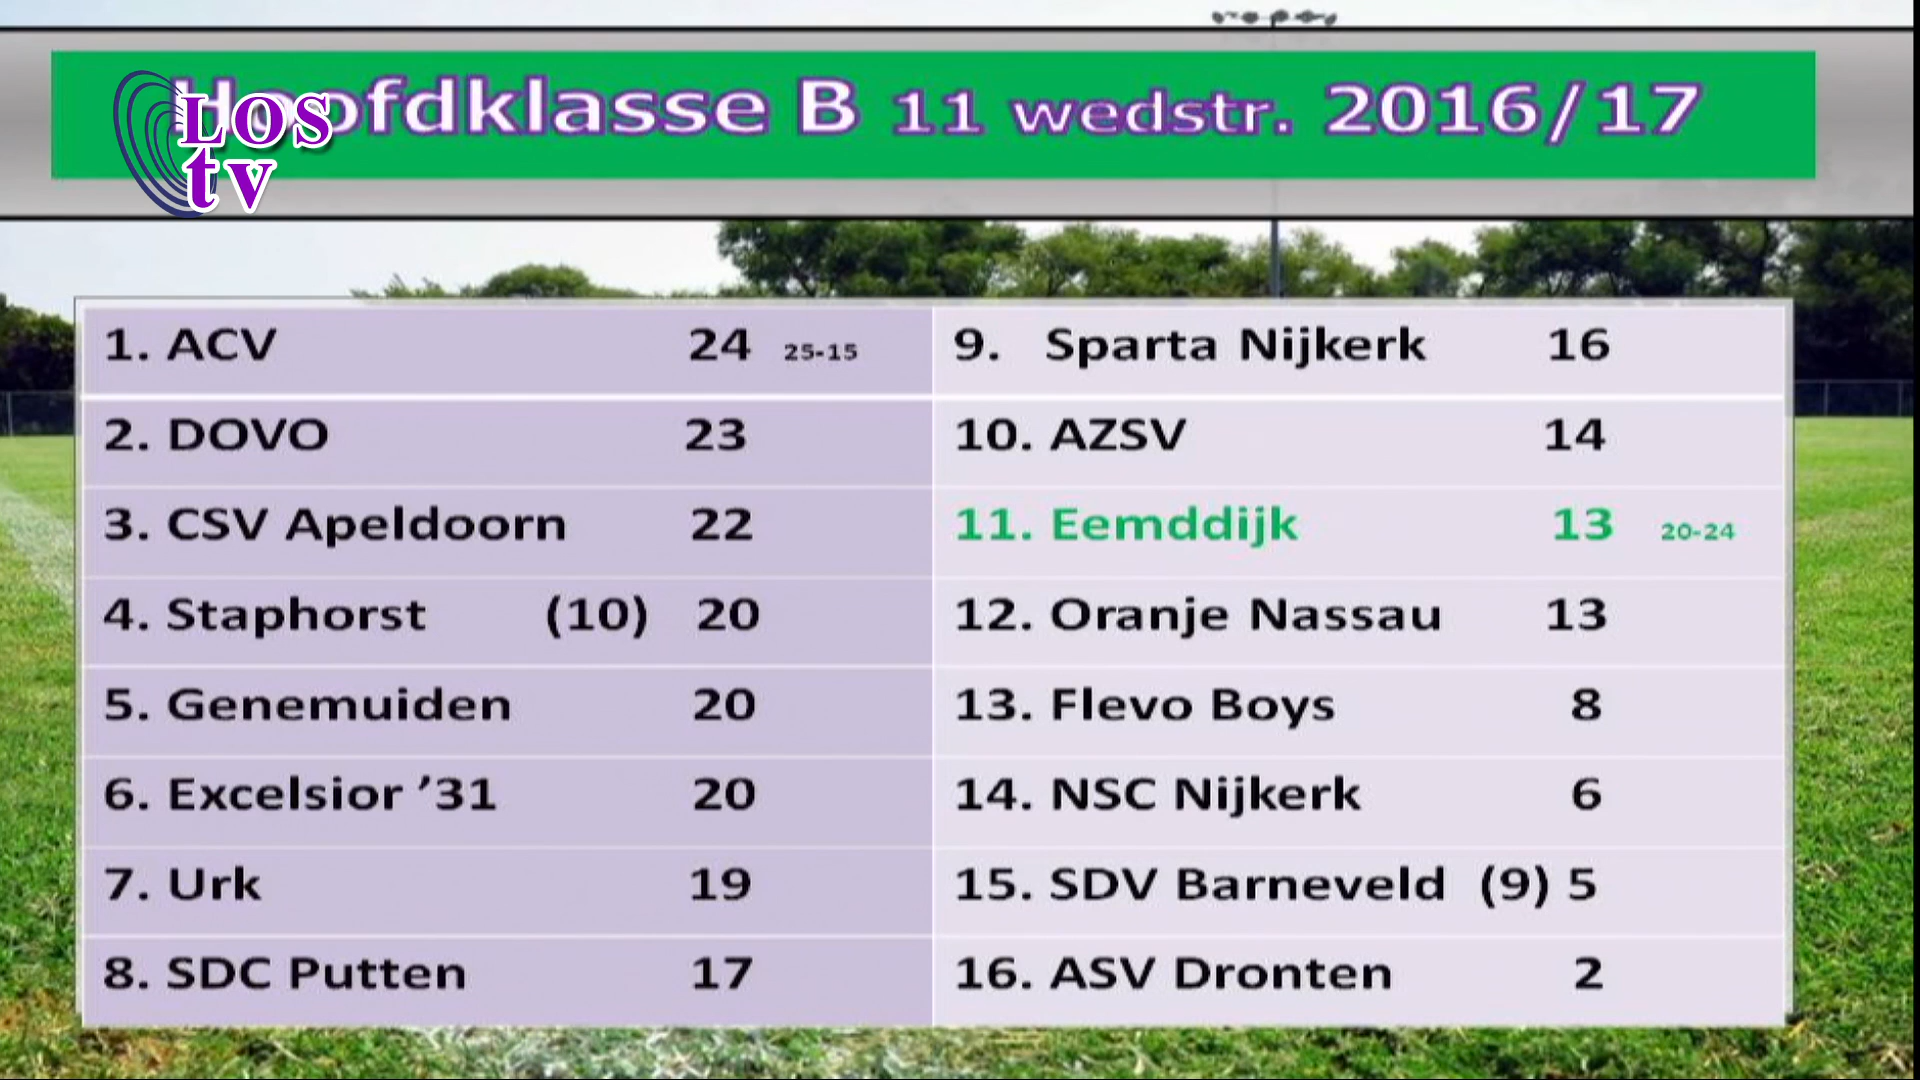 Hoofdklasse B 11 wedstr. 2016/17
LOS
tv
1. ACV 24 25-15
2. DOVO 23
3. CSV Apeldoorn 22
4. Staphorst (10) 20
5. Genemuiden 20
6. Excelsior ’31 20
7. Urk 19
8. SDC Putten 17
9. Sparta Nijkerk 16
10. AZSV 14
11. Eemddijk 13 20-24
12. Oranje Nassau 13
13. Flevo Boys 8
14. NSC Nijkerk 6
15. SDV Barneveld (9) 5
16. ASV Dronten 2